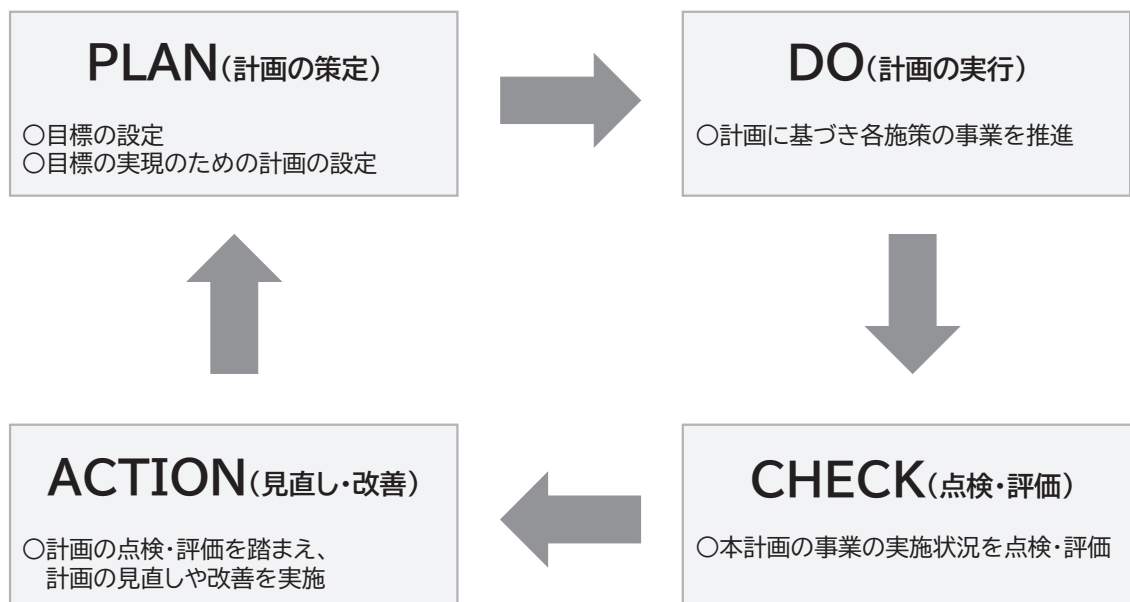 PLAN(計画の策定)
○目標の設定
○目標の実現のための計画の設定
DO(計画の実行)
○計画に基づき各施策の事業を推進
ACTION(見直し・改善)
○計画の点検・評価を踏まえ、
計画の見直しや改善を実施
CHECK(点検・評価)
○本計画の事業の実施状況を点検・評価